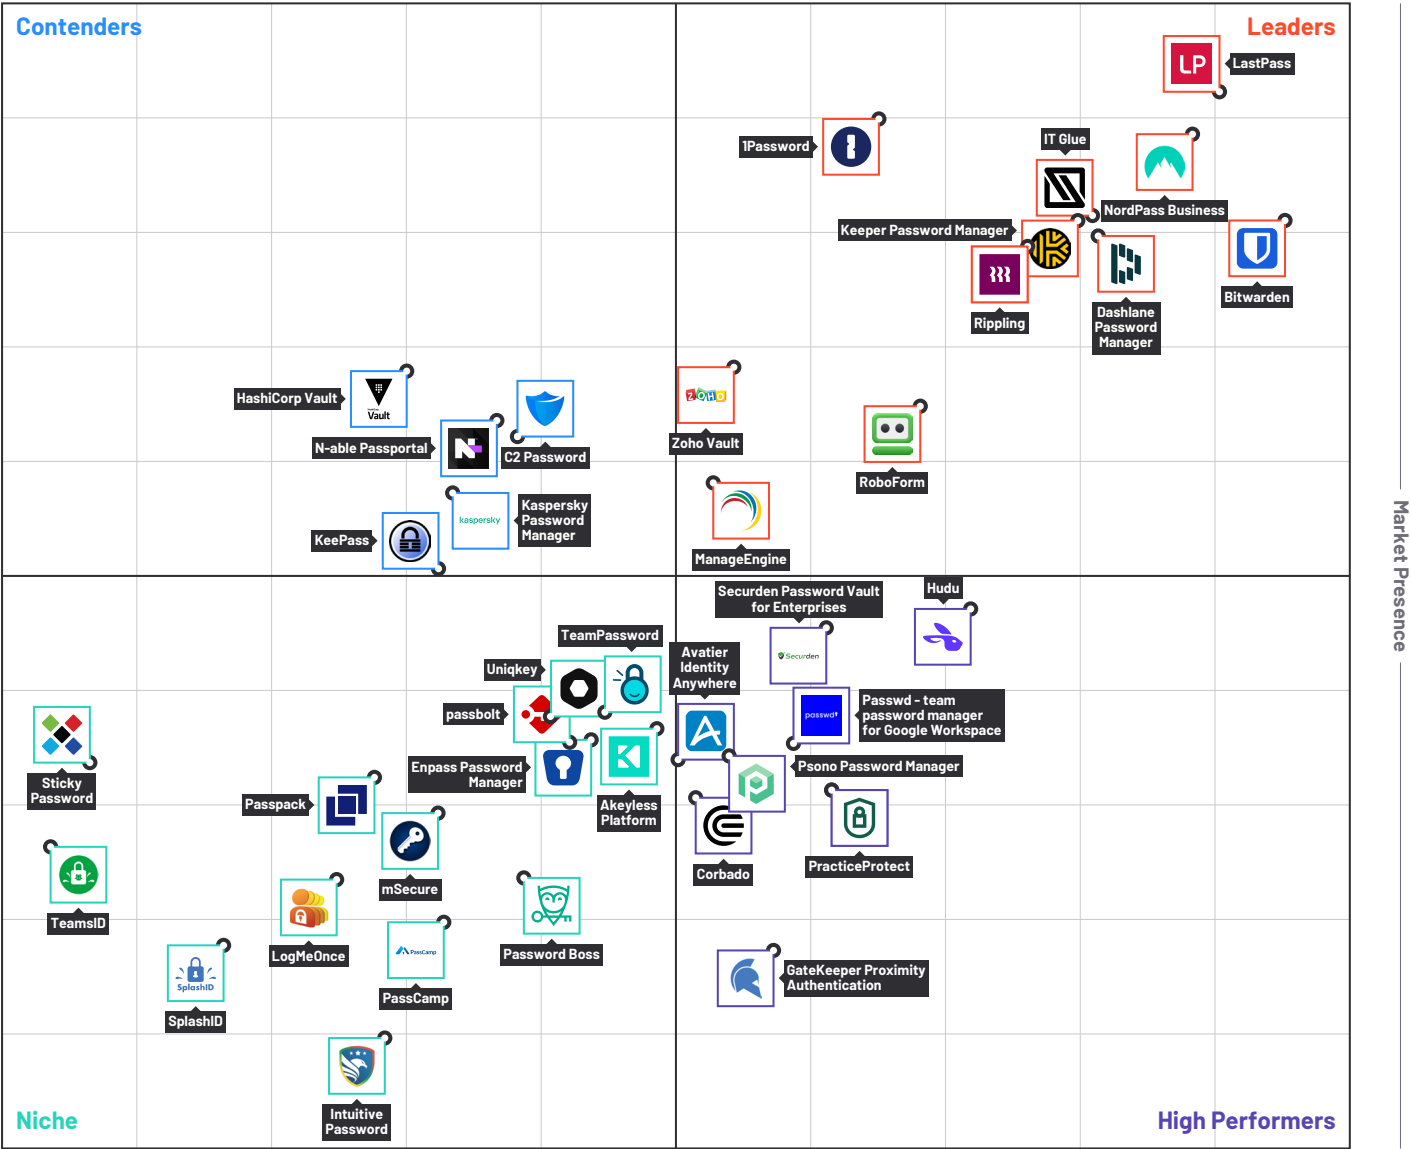 Contenders
Leaders
LP
LastPass
1Password
IT Glue
NordPass Business
Keeper Password Manager
Bitwarden
Rippling
Dashlane
Password
Manager
HashiCorp Vault
Vault
N-able Passportal
N
C2 Password
ZOHO
Zoho Vault
RoboForm
kaspersky
Kaspersky
Password
Manager
KeePass
ManageEngine
Market Presence
Securden Password Vault
for Enterprises
Hudu
Securden
TeamPassword
Uniqkey
Avatier
Identity
Anywhere
passbolt
passwd
Passwd - team
password manager
for Google Workspace
Sticky
Password
Enpass Password
Manager
Akeyless
Platform
Psono Password Manager
Passpack
mSecure
Corbado
PracticeProtect
TeamsID
LogMeOnce
PassCamp
PassCamp
Password Boss
SplashID
SplashID
GateKeeper Proximity
Authentication
Intuitive
Password
Niche
High Performers